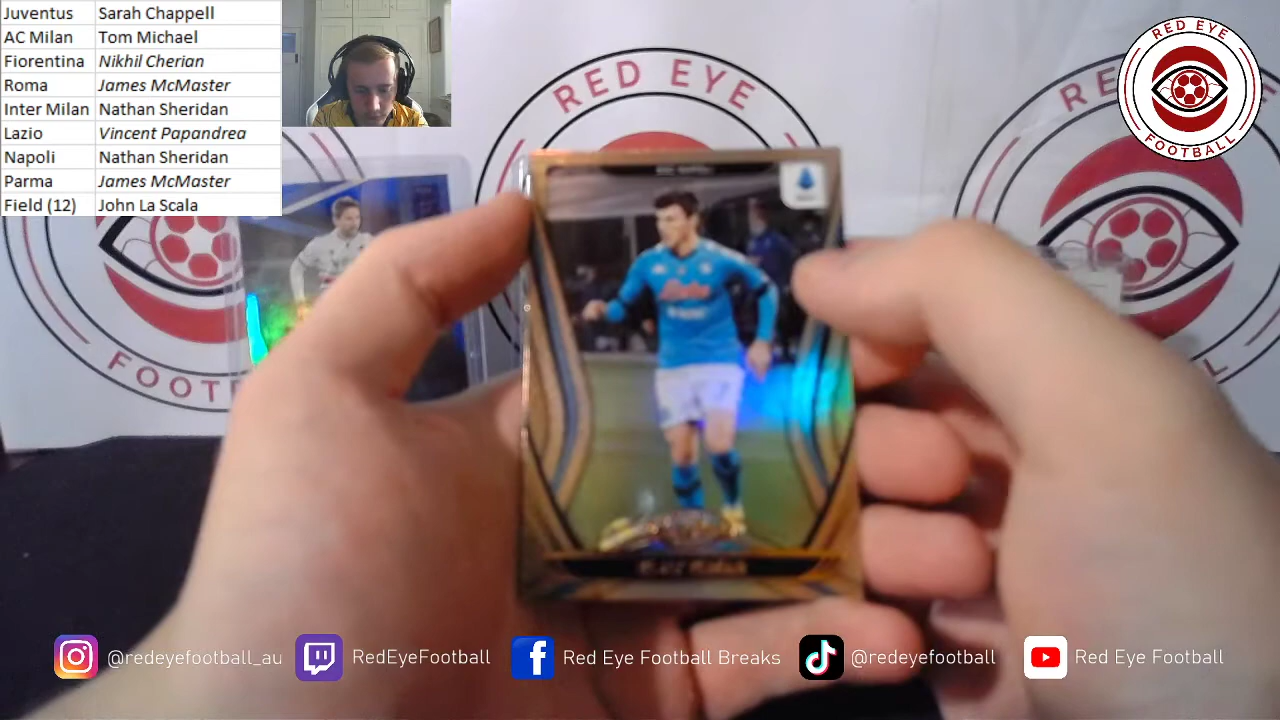 Juventus Sarah Chappell
AC Milan Tom Michael
Fiorentina Nikhil Cherian
Roma James McMaster
Inter Milan Nathan Sheridan
Lazio Vincent Papandrea
Napoli Nathan Sheridan
Parma James McMaster
Field (12) John La Scala
RED EYE
RED EYE
FOOTBALL
RE
FOOT
@redeyefootball_au
RedEyeFootball
Red Eye Football Breaks
@redeyefootball
Red Eye Football